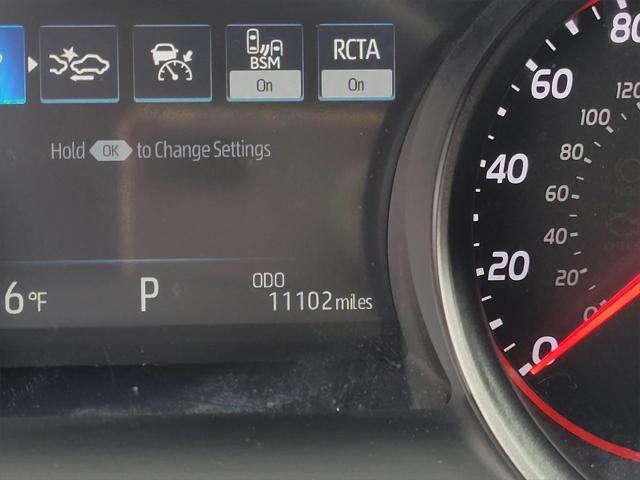 BSM
On
RCTA
On
Hold OK to Change Settings
6°F
P
ODO
11102 miles
80
60
40
20
0
120
100
80
60
40
20
0